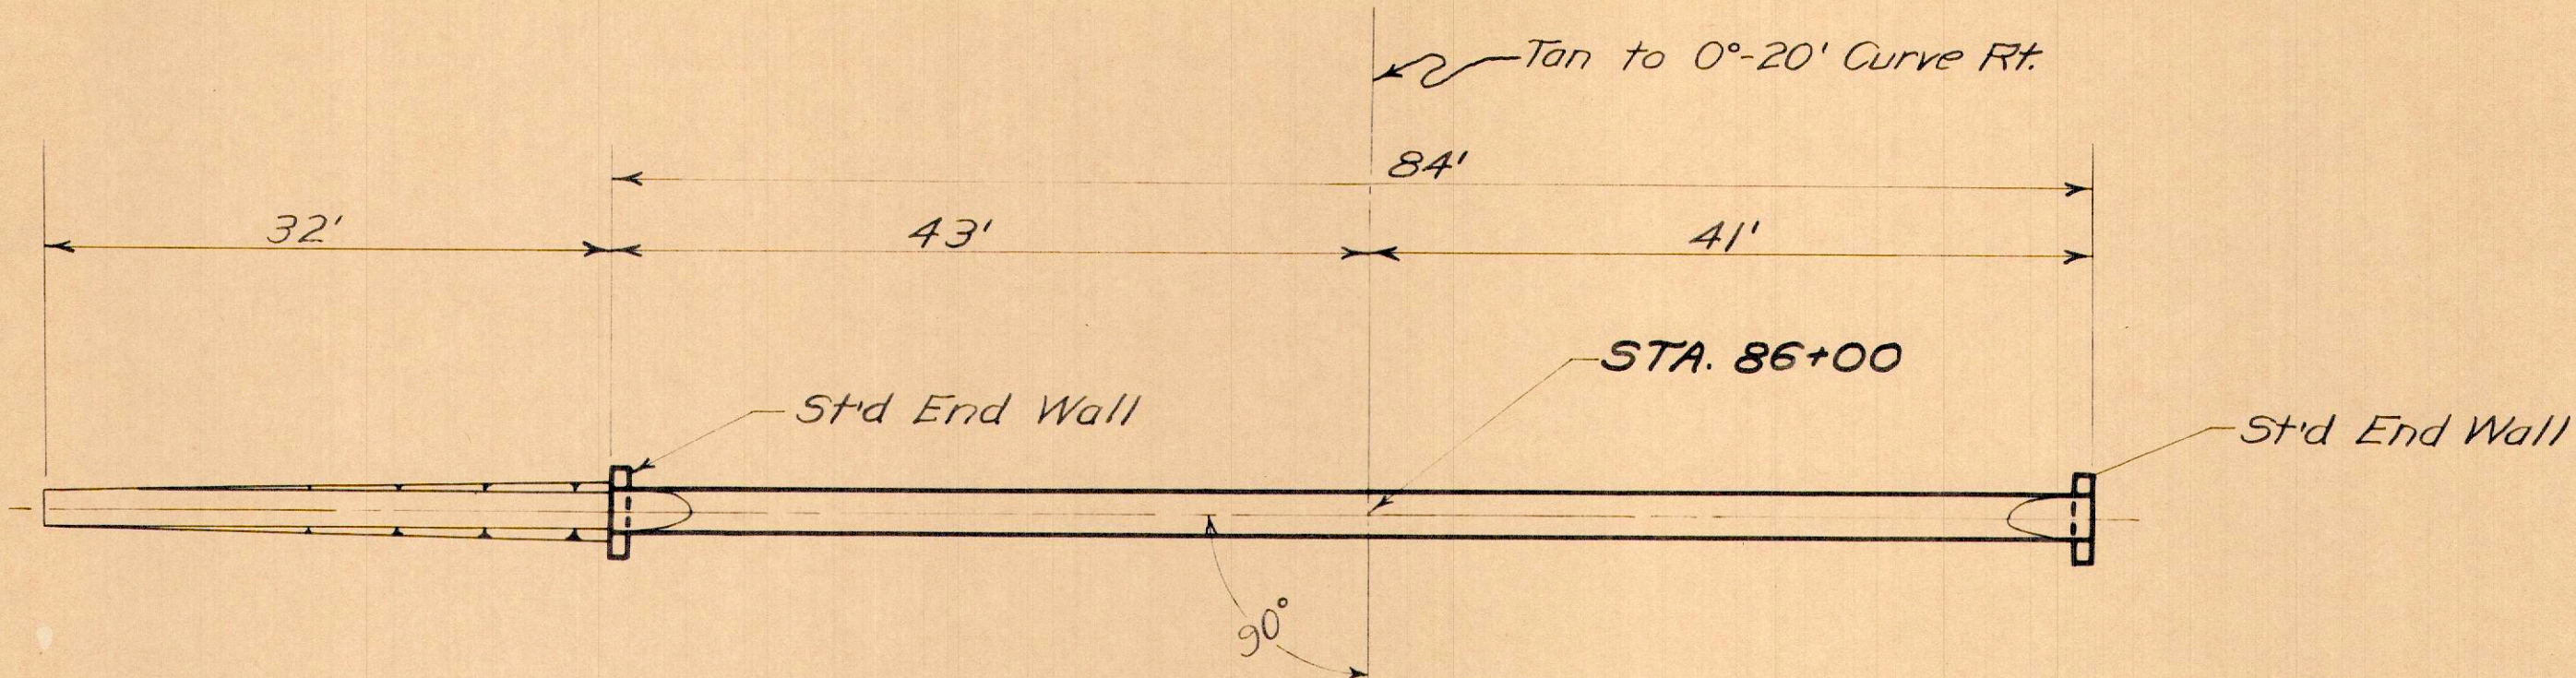 Tan to 0°-20' Curve Rt.
84'
32'
43'
41'
STA. 86+00
St'd End Wall
St'd End Wall
90°